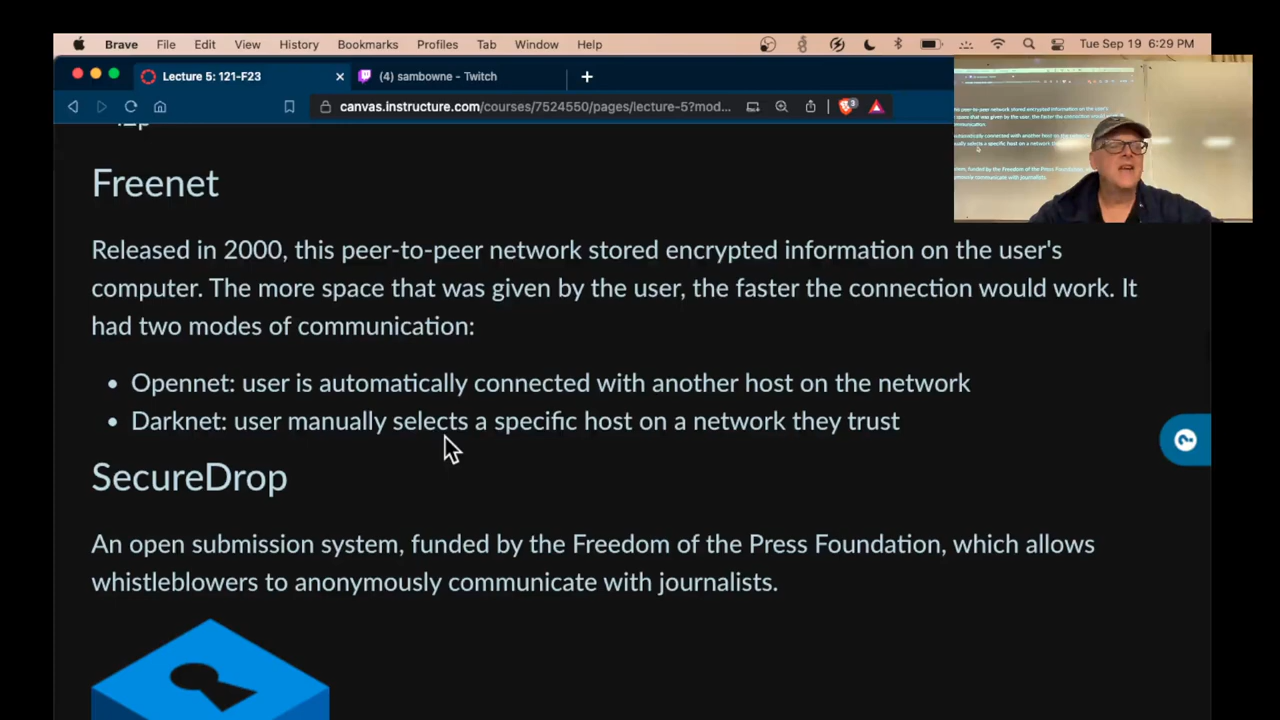 Brave File Edit View History Bookmarks Profiles Tab Window Help Tue Sep 19 6:29 PM
Lecture 5: 121-F23 (4) sambowne - Twitch
canvas.instructure.com/courses/7524550/pages/lecture-5?mod...
3
Freenet
Released in 2000, this peer-to-peer network stored encrypted information on the user's
computer. The more space that was given by the user, the faster the connection would work. It
had two modes of communication:
• Opennet: user is automatically connected with another host on the network
• Darknet: user manually selects a specific host on a network they trust
SecureDrop
An open submission system, funded by the Freedom of the Press Foundation, which allows
whistleblowers to anonymously communicate with journalists.